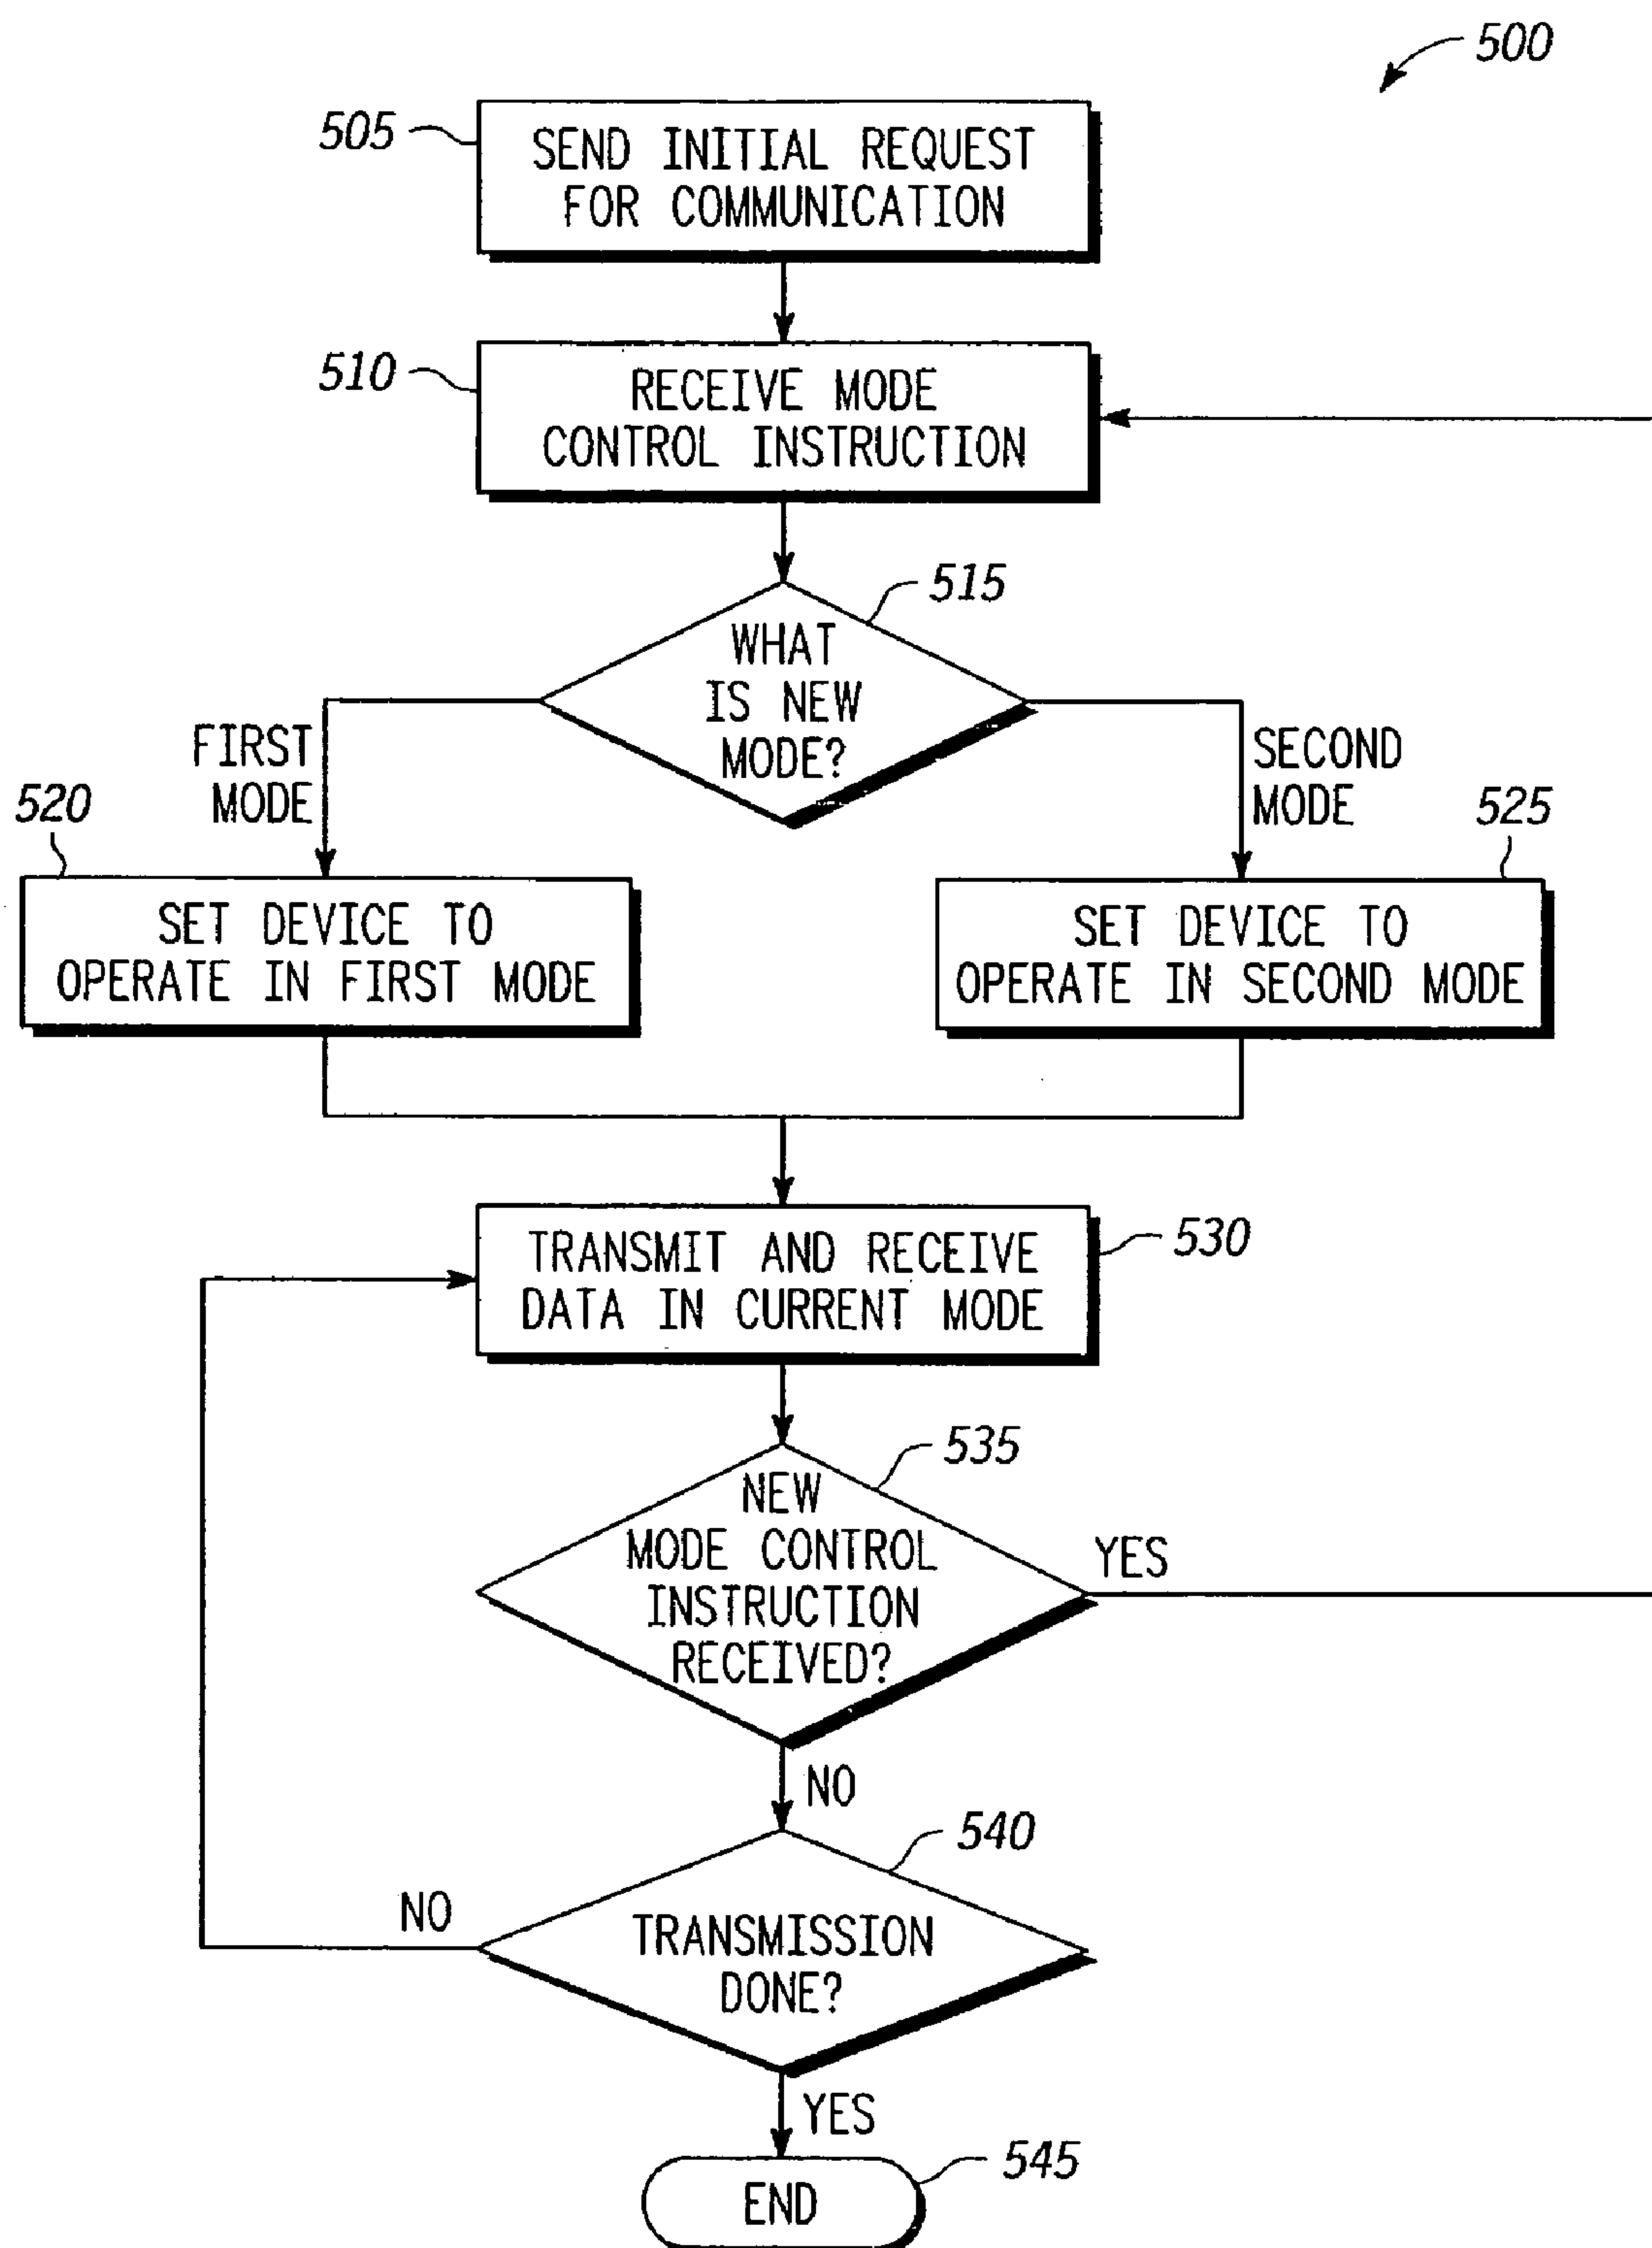 500
505
SEND INITIAL REQUEST
FOR COMMUNICATION
510
RECEIVE MODE
CONTROL INSTRUCTION
515
WHAT
IS NEW
MODE?
FIRST
MODE
SECOND
MODE
520
525
SET DEVICE TO
OPERATE IN FIRST MODE
SET DEVICE TO
OPERATE IN SECOND MODE
530
TRANSMIT AND RECEIVE
DATA IN CURRENT MODE
535
NEW
MODE CONTROL
INSTRUCTION
RECEIVED?
YES
NO
540
NO
TRANSMISSION
DONE?
YES
545
END